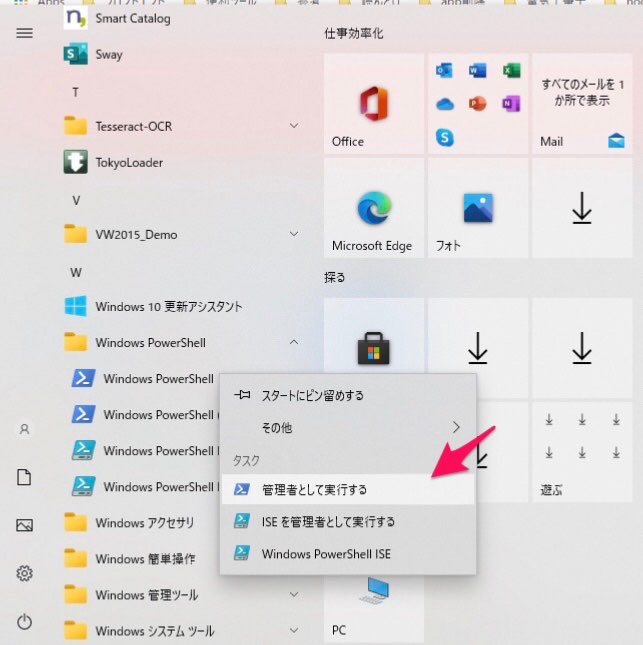 Smart Catalog
Sway
T
Tesseract-OCR
TokyoLoader
V
VW2015_Demo
W
Windows 10 更新アシスタント
Windows PowerShell
Windows PowerShell
Windows PowerShell
Windows PowerShell
Windows PowerShell
Windows アクセサリ
Windows 簡単操作
Windows 管理ツール
Windows システム ツール
スタートにピン留めする
その他
タスク
管理者として実行する
ISE を管理者として実行する
Windows PowerShell ISE
仕事効率化
Office
すべてのメールを 1
か所で表示
Mail
Microsoft Edge
フォト
探る
遊ぶ
PC